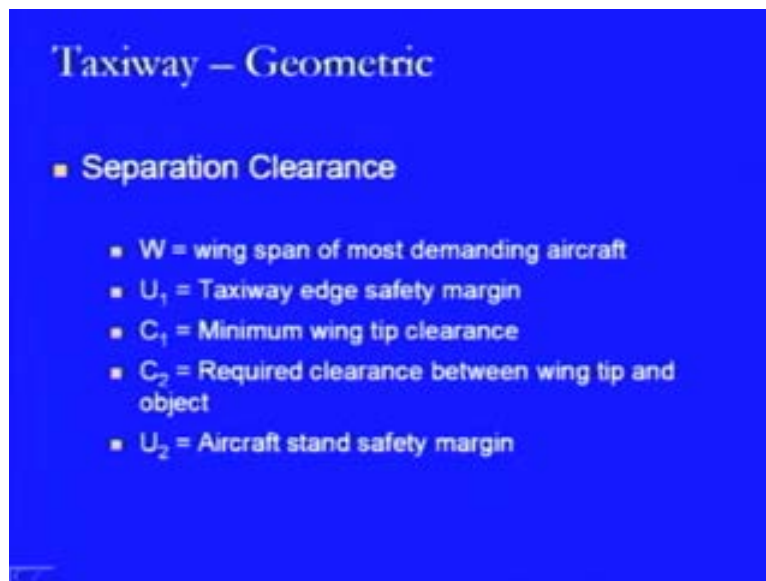 Taxiway – Geometric
Separation Clearance
W = wing span of most demanding aircraft
U₁ = Taxiway edge safety margin
C₁ = Minimum wing tip clearance
C₂ = Required clearance between wing tip and
object
U₂ = Aircraft stand safety margin